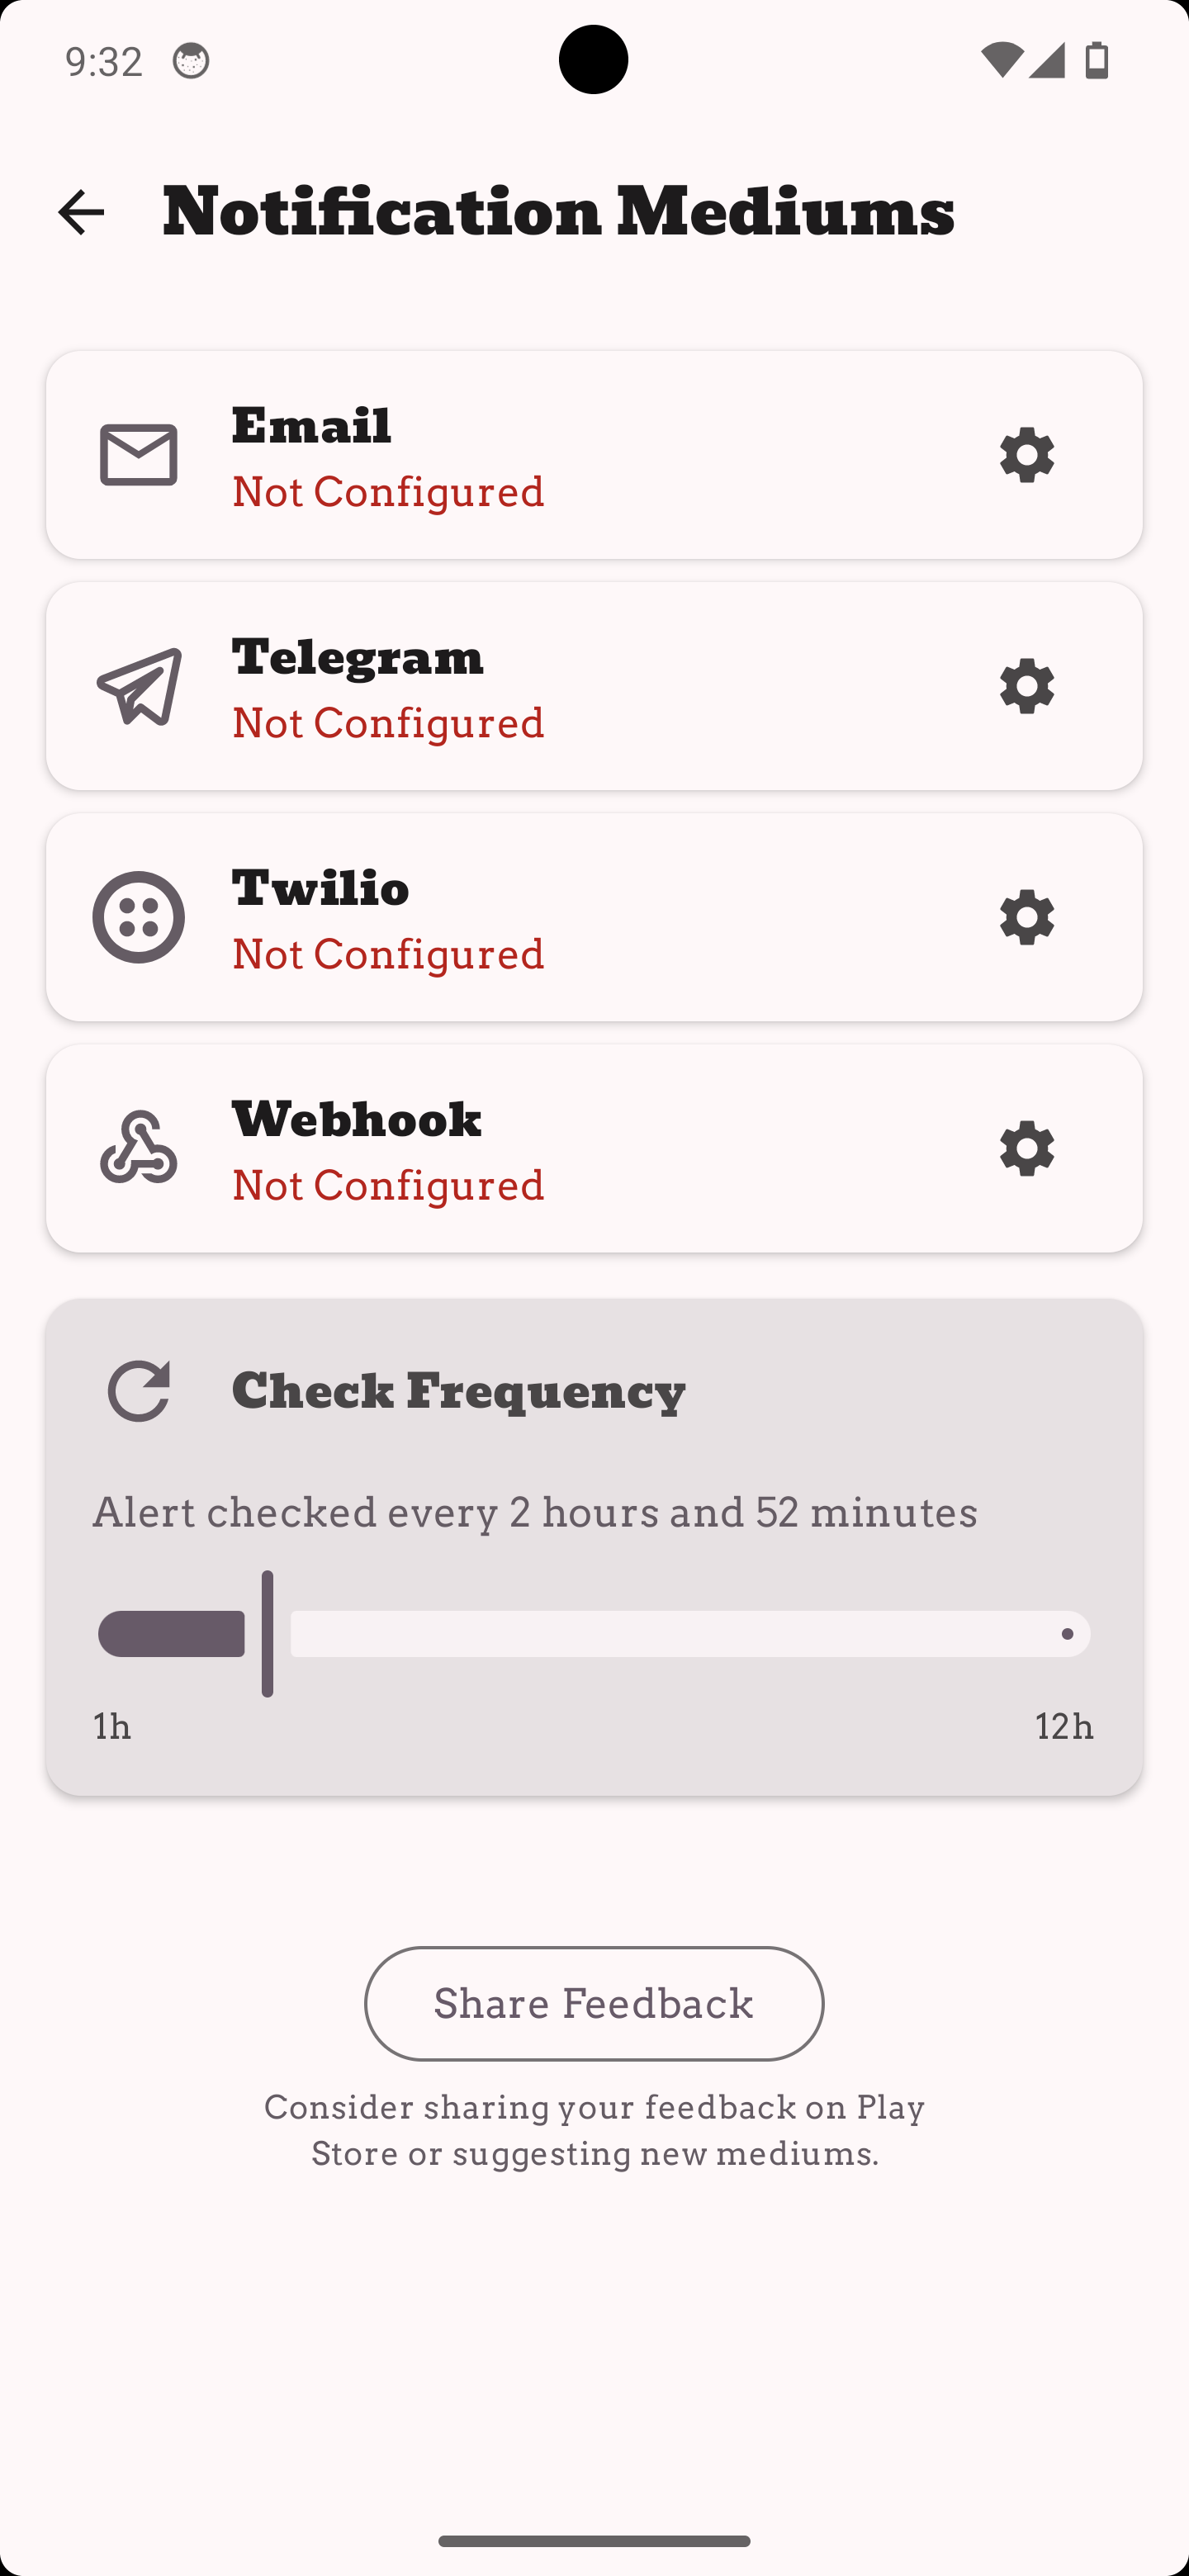 9:32
Notification Mediums
Email
Not Configured
Telegram
Not Configured
Twilio
Not Configured
Webhook
Not Configured
Check Frequency
Alert checked every 2 hours and 52 minutes
1h
12h
Share Feedback
Consider sharing your feedback on Play
Store or suggesting new mediums.